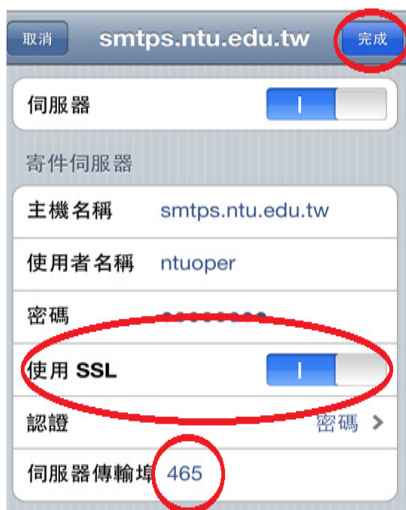 取消 smtps.ntu.edu.tw 完成
伺服器
寄件伺服器
主機名稱 smtps.ntu.edu.tw
使用者名稱 ntuoper
密碼 ●●●●●●●●
使用 SSL
認證 密碼 >
伺服器傳輸埠 465